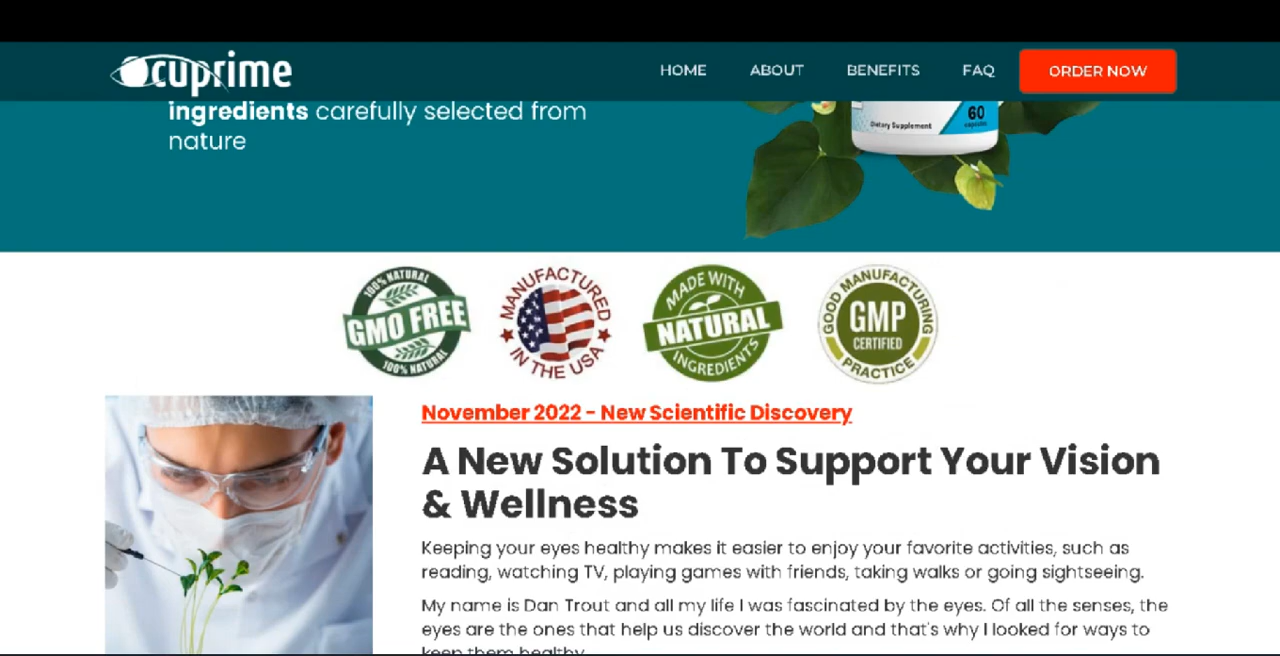 Ocuprime
HOME ABOUT BENEFITS FAQ ORDER NOW
ingredients carefully selected from
nature
Dietary Supplement
60
capsules
100% NATURAL
GMO FREE
100% NATURAL
MANUFACTURED
IN THE USA
MADE WITH
NATURAL
INGREDIENTS
GOOD MANUFACTURING
GMP
CERTIFIED
PRACTICE
November 2022 - New Scientific Discovery
A New Solution To Support Your Vision
& Wellness
Keeping your eyes healthy makes it easier to enjoy your favorite activities, such as
reading, watching TV, playing games with friends, taking walks or going sightseeing.
My name is Dan Trout and all my life I was fascinated by the eyes. Of all the senses, the
eyes are the ones that help us discover the world and that's why I looked for ways to
keep them healthy.